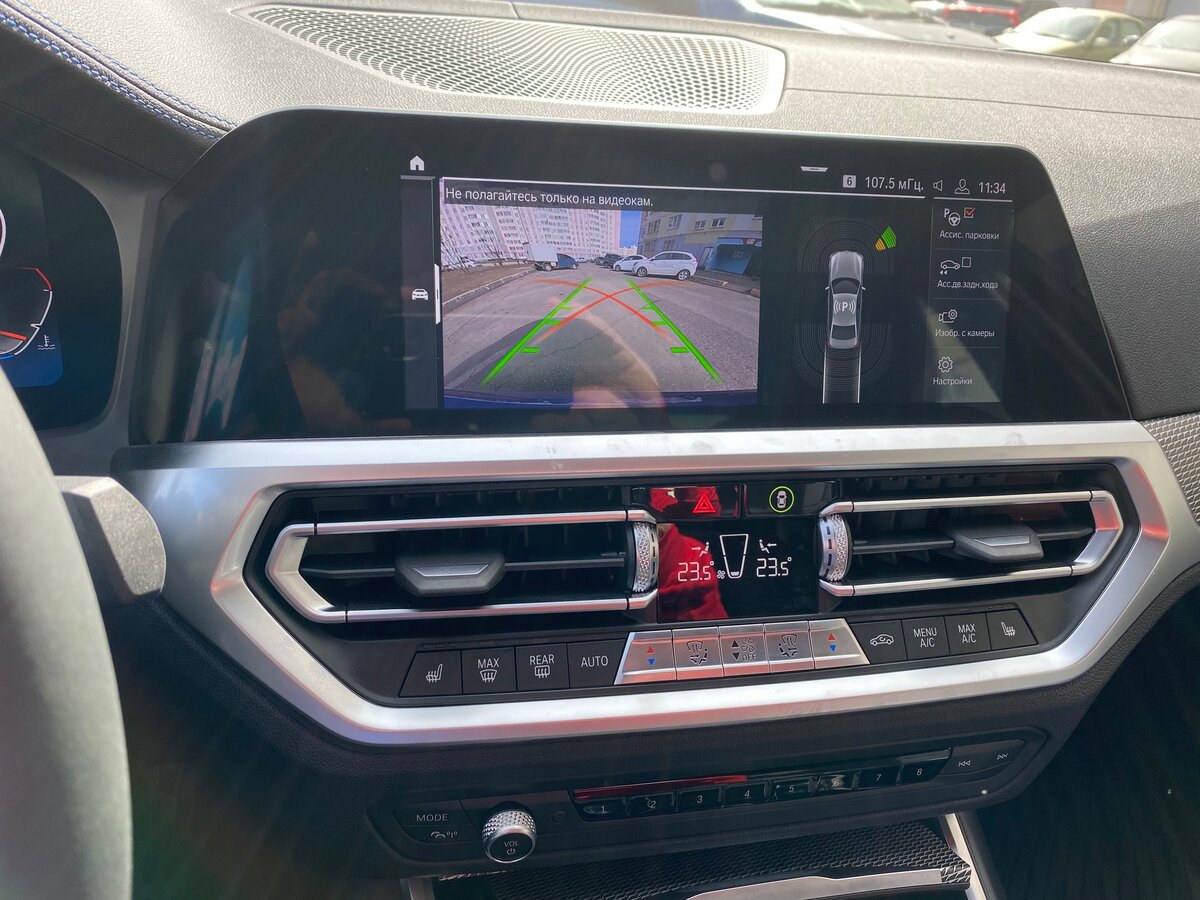 6 107.5 мГц. 11:34
Не полагайтесь только на видеокам.
P
Ассис. парковки
Асс.дв.задн.хода
Изобр. с камеры
Настройки
(P)
23.5° 23.5°
MAX
REAR
AUTO
OFF
MENU
A/C
MAX
A/C
MODE
VOL
1 2 3 4 5 6 7 8